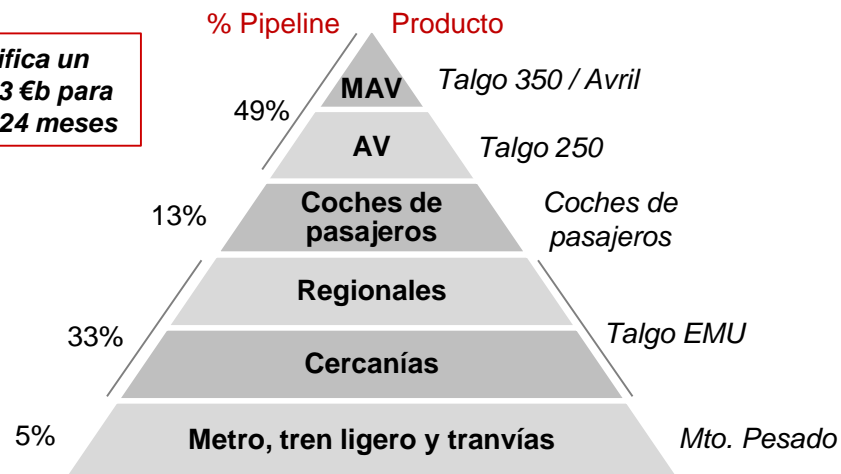 % Pipeline Producto
ifica un
3 €b para
24 meses
MAV Talgo 350 / Avril
49%
AV Talgo 250
13% Coches de pasajeros Coches de pasajeros
Regionales
33% Talgo EMU
Cercanías
5% Metro, tren ligero y tranvías Mto. Pesado